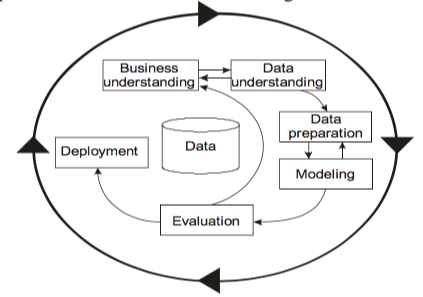 Business
understanding
Data
understanding
Data
preparation
Modeling
Data
Deployment
Evaluation